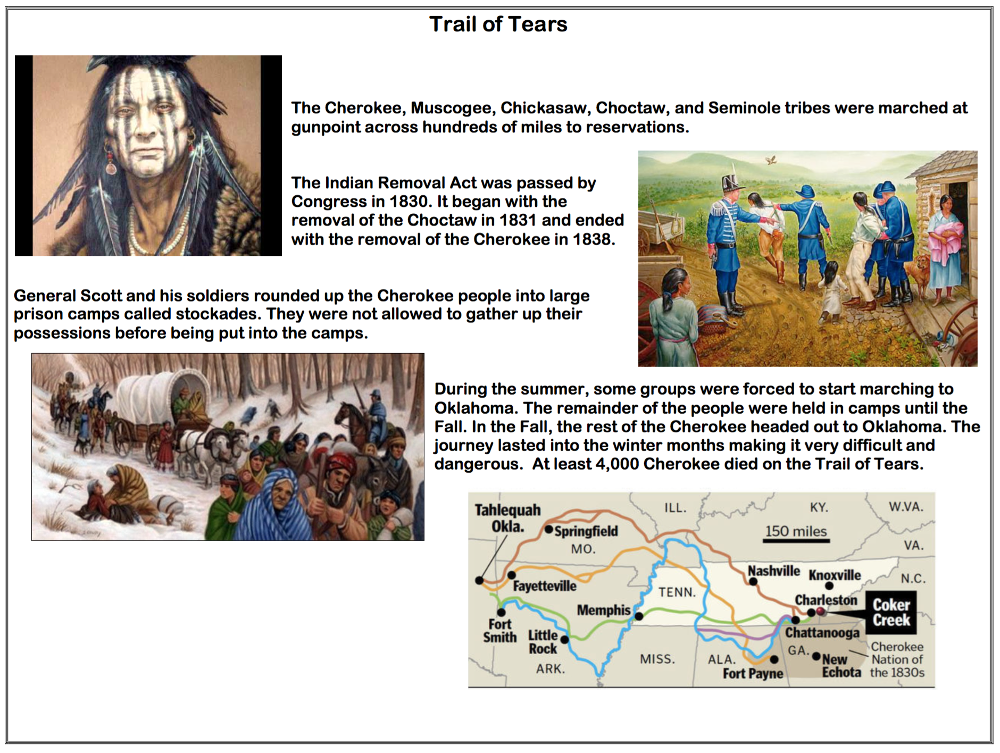 Trail of Tears
The Cherokee, Muscogee, Chickasaw, Choctaw, and Seminole tribes were marched at
gunpoint across hundreds of miles to reservations.
The Indian Removal Act was passed by
Congress in 1830. It began with the
removal of the Choctaw in 1831 and ended
with the removal of the Cherokee in 1838.
General Scott and his soldiers rounded up the Cherokee people into large
prison camps called stockades. They were not allowed to gather up their
possessions before being put into the camps.
During the summer, some groups were forced to start marching to
Oklahoma. The remainder of the people were held in camps until the
Fall. In the Fall, the rest of the Cherokee headed out to Oklahoma. The
journey lasted into the winter months making it very difficult and
dangerous.  At least 4,000 Cherokee died on the Trail of Tears.
Tahlequah
Okla.
Springfield
MO.
ILL.
KY.
W.VA.
150 miles
VA.
Fayetteville
Nashville
Knoxville
N.C.
TENN.
Memphis
Charleston
Coker
Creek
Fort
Smith
Little
Rock
Chattanooga
ARK.
MISS.
ALA.
GA.
Fort Payne
New
Echota
Cherokee
Nation of
the 1830s